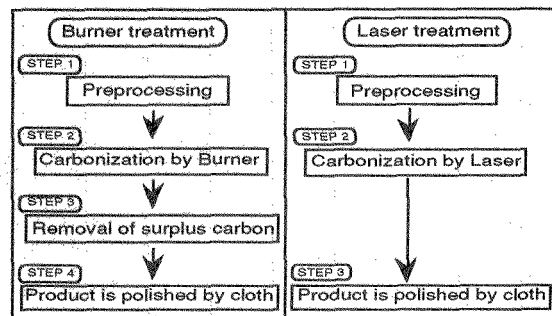 Burner treatment
STEP 1
Preprocessing
STEP 2
Carbonization by Burner
STEP 3
Removal of surplus carbon
STEP 4
Product is polished by cloth
Laser treatment
STEP 1
Preprocessing
STEP 2
Carbonization by Laser
STEP 3
Product is polished by cloth